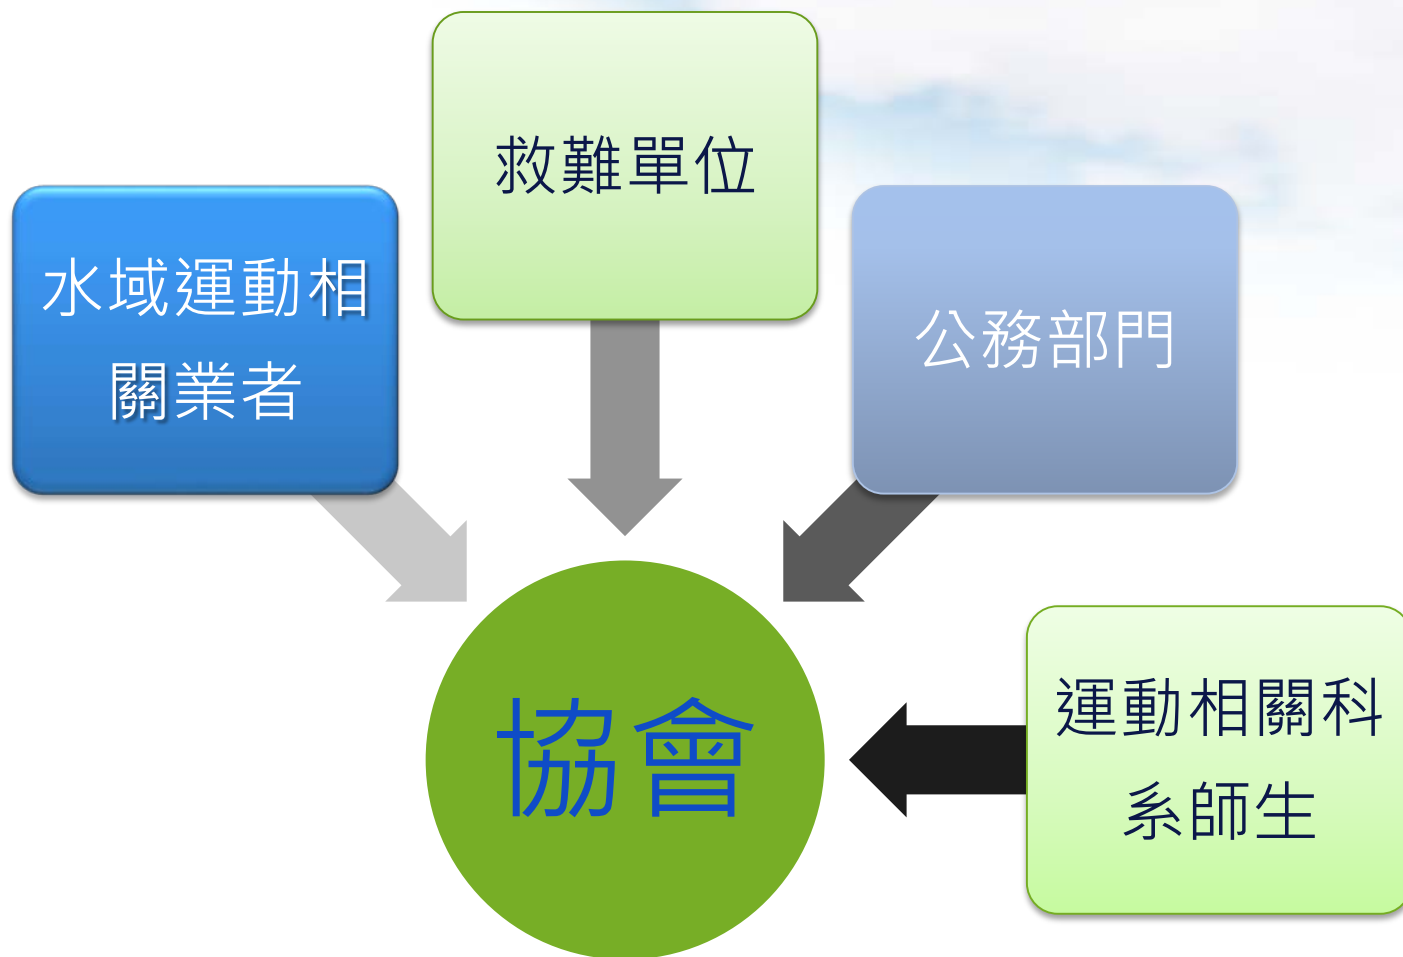 救難單位
水域運動相
關業者
公務部門
協會
運動相關科
系師生